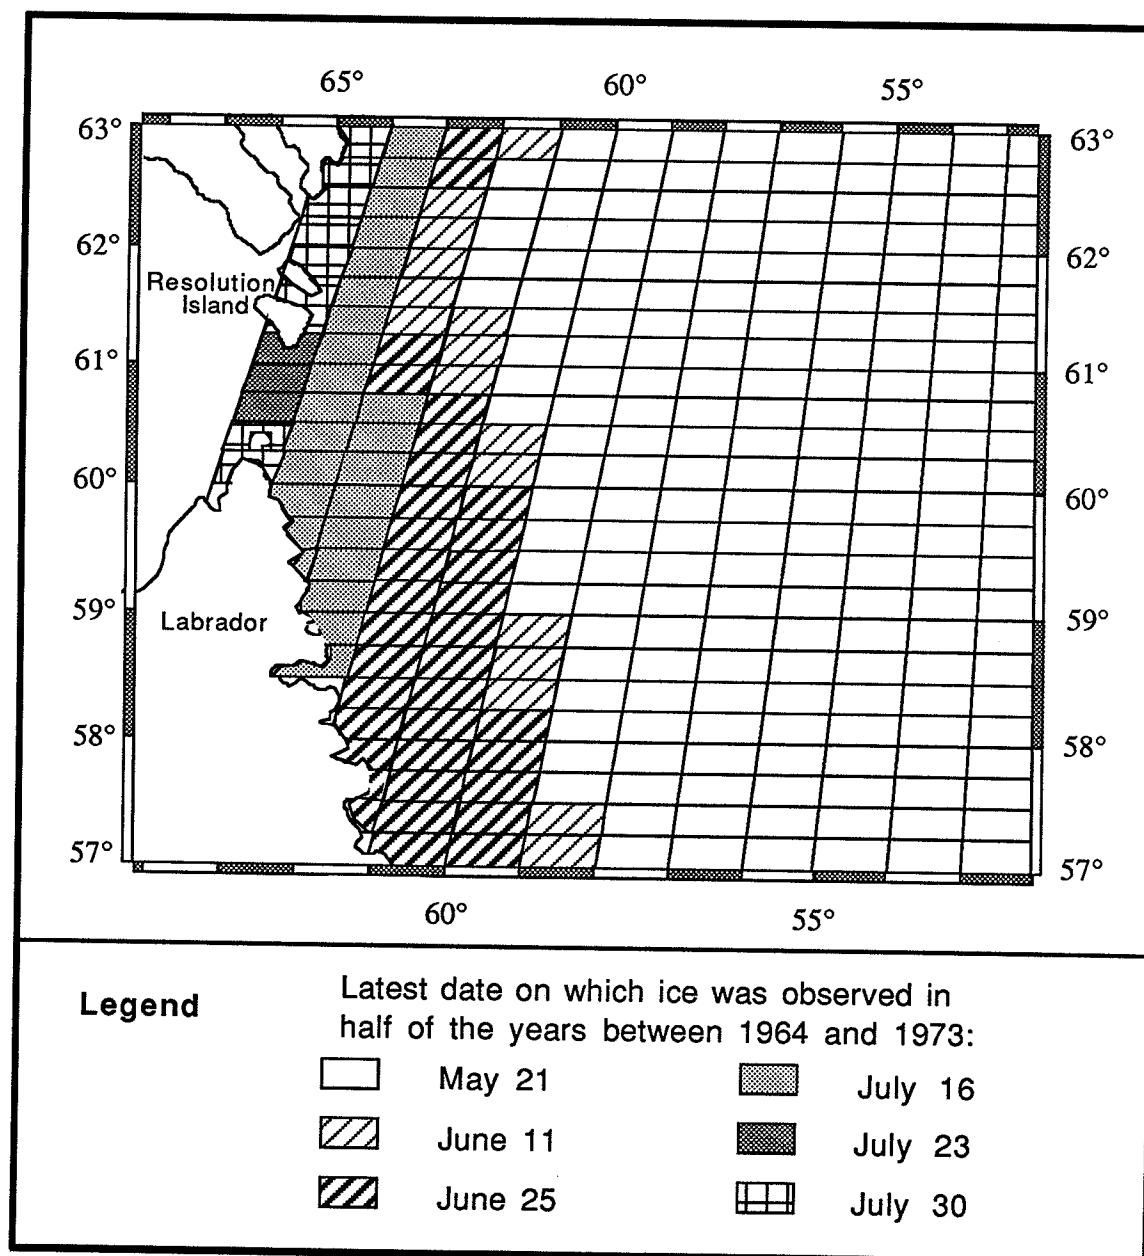 65° 60° 55°
63° 63°
62° 62°
Resolution
Island
61° 61°
60° 60°
59° 59°
Labrador
58° 58°
57° 57°
60° 55°
Legend
Latest date on which ice was observed in
half of the years between 1964 and 1973:
May 21 July 16
June 11 July 23
June 25 July 30